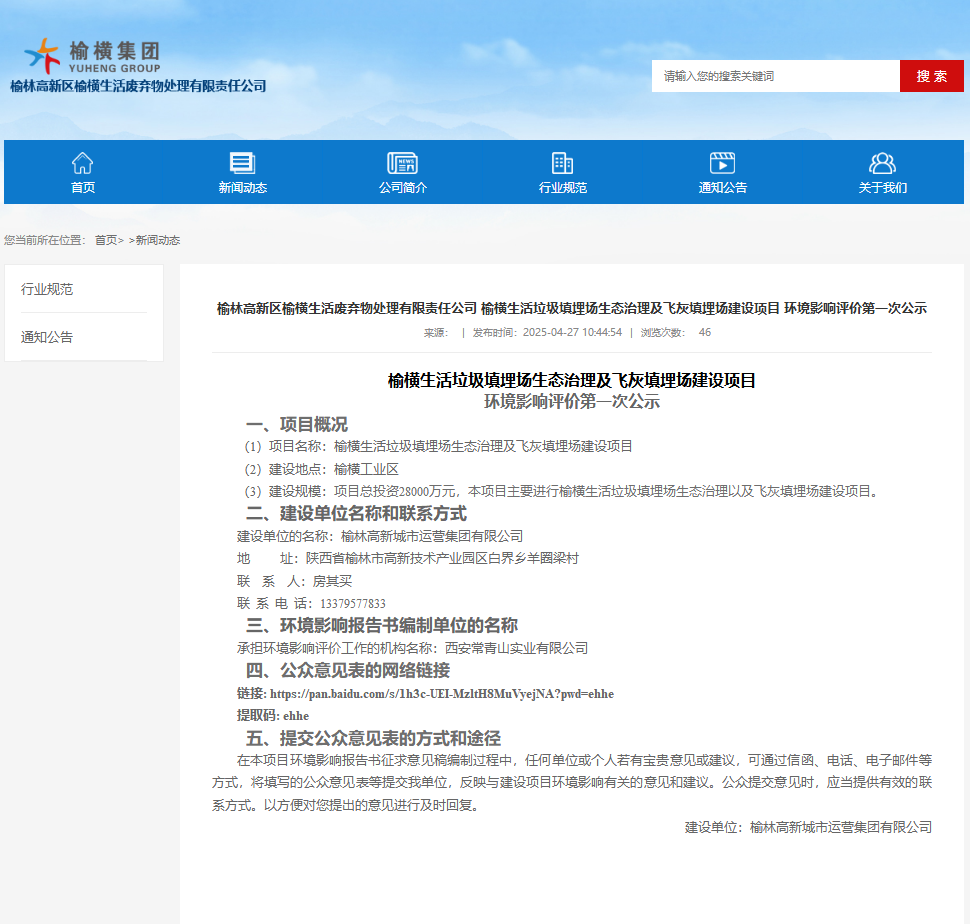 榆横集团
YUHENG GROUP
榆林高新区榆横生活废弃物处理有限责任公司
请输入您的搜索关键词
搜 索
首页
新闻动态
NEWS
公司简介
行业规范
通知公告
关于我们
您当前所在位置： 首页> >新闻动态
行业规范
通知公告
榆林高新区榆横生活废弃物处理有限责任公司 榆横生活垃圾填埋场生态治理及飞灰填埋场建设项目 环境影响评价第一次公示
来源： | 发布时间：2025-04-27 10:44:54 | 浏览次数： 46
榆横生活垃圾填埋场生态治理及飞灰填埋场建设项目
环境影响评价第一次公示
一、项目概况
（1）项目名称：榆横生活垃圾填埋场生态治理及飞灰填埋场建设项目
（2）建设地点：榆横工业区
（3）建设规模：项目总投资28000万元，本项目主要进行榆横生活垃圾填埋场生态治理以及飞灰填埋场建设项目。
二、建设单位名称和联系方式
建设单位的名称：榆林高新城市运营集团有限公司
地 址：陕西省榆林市高新技术产业园区白界乡羊圈梁村
联 系 人：房其买
联 系 电 话：13379577833
三、环境影响报告书编制单位的名称
承担环境影响评价工作的机构名称：西安常青山实业有限公司
四、公众意见表的网络链接
链接: https://pan.baidu.com/s/1h3c-UEI-MzltH8MuVyejNA?pwd=ehhe
提取码: ehhe
五、提交公众意见表的方式和途径
在本项目环境影响报告书征求意见稿编制过程中，任何单位或个人若有宝贵意见或建议，可通过信函、电话、电子邮件等
方式，将填写的公众意见表等提交我单位，反映与建设项目环境影响有关的意见和建议。公众提交意见时，应当提供有效的联
系方式。以方便对您提出的意见进行及时回复。
建设单位：榆林高新城市运营集团有限公司